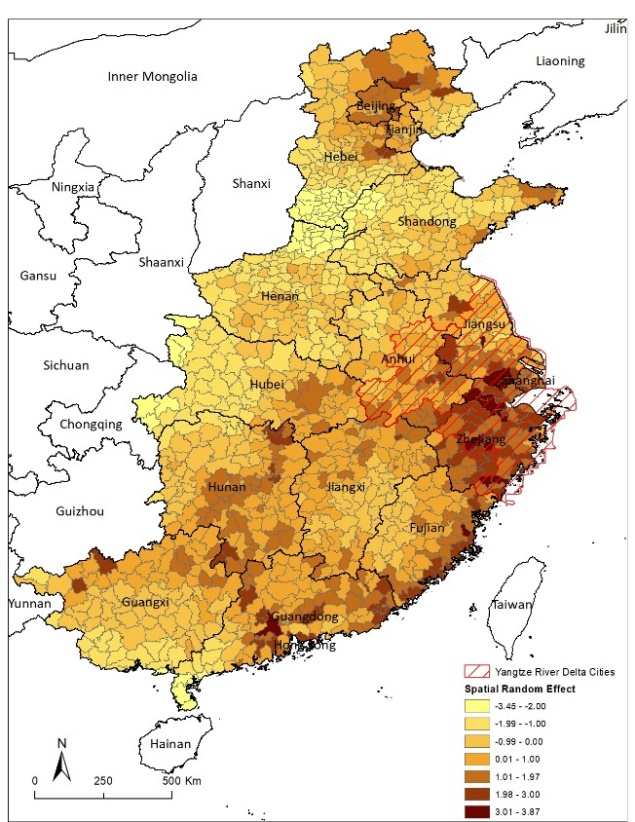 Jilin
Liaoning
Inner Mongolia
Beijing
Tianjin
Hebei
Shanxi
Ningxia
Shandong
Gansu
Shaanxi
Henan
Jiangsu
Anhui
Sichuan
Shanghai
Hubei
Chongqing
Zhejiang
Hunan
Jiangxi
Guizhou
Fujian
Yunnan
Guangxi
Taiwan
Guangdong
Hong Kong
Hainan
Yangtze River Delta Cities
Spatial Random Effect
-3.45 - -2.00
-1.99 - -1.00
-0.99 - 0.00
0.01 - 1.00
1.01 - 1.97
1.98 - 3.00
3.01 - 3.87
N
0 250 500 Km